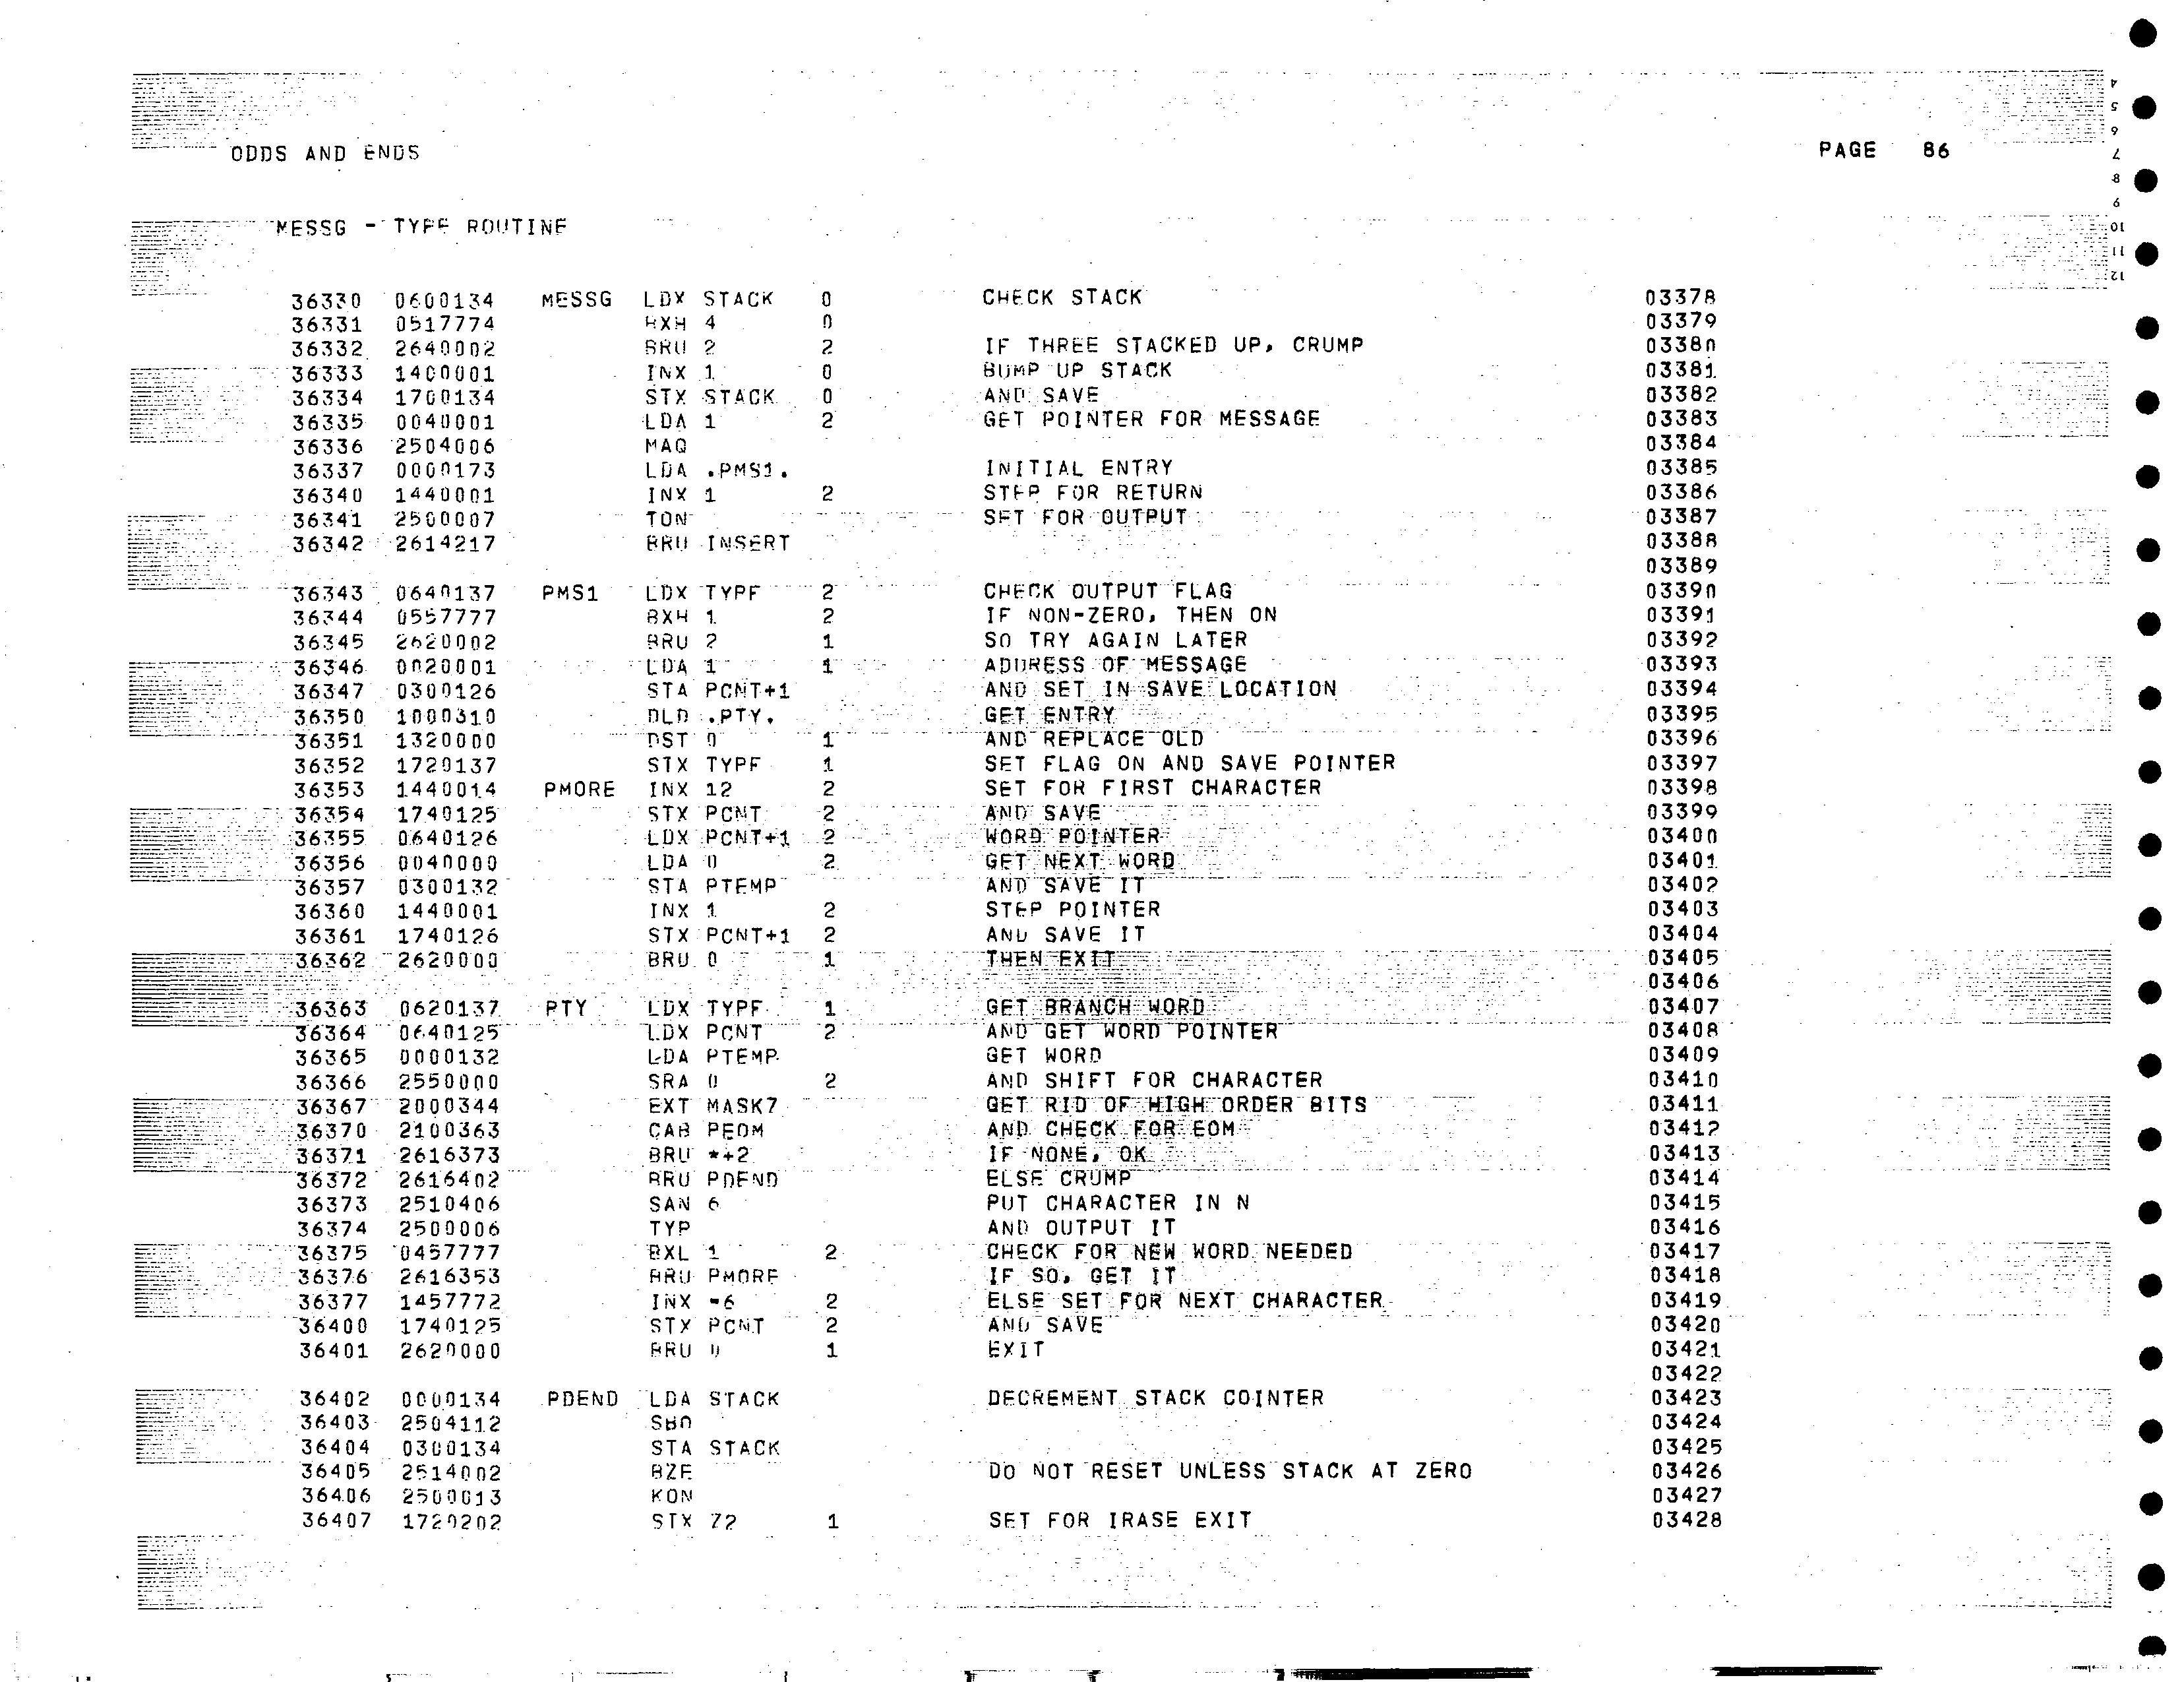 ODDS AND ENDS PAGE 86
MESSG - TYPE ROUTINE
36330 0600134 MESSG LDX STACK 0 CHECK STACK 03378
36331 0517774 BXH 4 0 03379
36332 2640002 BRU 2 2 IF THREE STACKED UP, CRUMP 03380
36333 1400001 INX 1 0 BUMP UP STACK 03381
36334 1700134 STX STACK 0 AND SAVE 03382
36335 0040001 LDA 1 2 GET POINTER FOR MESSAGE 03383
36336 2504006 MAQ 03384
36337 0000173 LDA .PMS1. INITIAL ENTRY 03385
36340 1440001 INX 1 2 STEP FOR RETURN 03386
36341 2500007 TON SET FOR OUTPUT 03387
36342 2614217 BRU INSERT 03388
03389
36343 0640137 PMS1 LDX TYPF 2 CHECK OUTPUT FLAG 03390
36344 0557777 BXH 1 2 IF NON-ZERO, THEN ON 03391
36345 2620002 BRU 2 1 SO TRY AGAIN LATER 03392
36346 0020001 LDA 1 1 ADDRESS OF MESSAGE 03393
36347 0300126 STA PCNT+1 AND SET IN SAVE LOCATION 03394
36350 1000310 DLD .PTY. GET ENTRY 03395
36351 1320000 DST 0 1 AND REPLACE OLD 03396
36352 1720137 STX TYPF 1 SET FLAG ON AND SAVE POINTER 03397
36353 1440014 PMORE INX 12 2 SET FOR FIRST CHARACTER 03398
36354 1740125 STX PCNT 2 AND SAVE 03399
36355 0640126 LDX PCNT+1 2 WORD POINTER 03400
36356 0040000 LDA 0 2 GET NEXT WORD 03401
36357 0300132 STA PTEMP AND SAVE IT 03402
36360 1440001 INX 1 2 STEP POINTER 03403
36361 1740126 STX PCNT+1 2 AND SAVE IT 03404
36362 2620000 BRU 0 1 THEN EXIT 03405
03406
36363 0620137 PTY LDX TYPF 1 GET BRANCH WORD 03407
36364 0640125 LDX PCNT 2 AND GET WORD POINTER 03408
36365 0000132 LDA PTEMP GET WORD 03409
36366 2550000 SRA 0 2 AND SHIFT FOR CHARACTER 03410
36367 2000344 EXT MASK7 GET RID OF HIGH ORDER BITS 03411
36370 2100363 CAB PEOM AND CHECK FOR EOM 03412
36371 2616373 BRU *+2 IF NONE, OK 03413
36372 2616402 BRU PDEND ELSE CRUMP 03414
36373 2510406 SAN 6 PUT CHARACTER IN N 03415
36374 2500006 TYP AND OUTPUT IT 03416
36375 0457777 BXL 1 2 CHECK FOR NEW WORD NEEDED 03417
36376 2616353 BRU PMORE IF SO, GET IT 03418
36377 1457772 INX -6 2 ELSE SET FOR NEXT CHARACTER 03419
36400 1740125 STX PCNT 2 AND SAVE 03420
36401 2620000 BRU 0 1 EXIT 03421
03422
36402 0000134 PDEND LDA STACK DECREMENT STACK COINTER 03423
36403 2504112 SBO 03424
36404 0300134 STA STACK 03425
36405 2514002 BZE DO NOT RESET UNLESS STACK AT ZERO 03426
36406 2500013 KON 03427
36407 1720202 STX Z2 1 SET FOR IRASE EXIT 03428
4
5
6
7
8
9
10
11
12